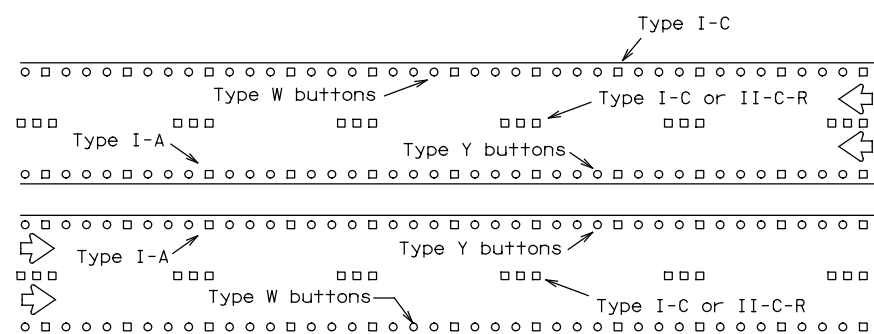 Type I-C
Type W buttons
Type I-C or II-C-R
Type I-A
Type Y buttons
Type I-A
Type Y buttons
Type W buttons
Type I-C or II-C-R